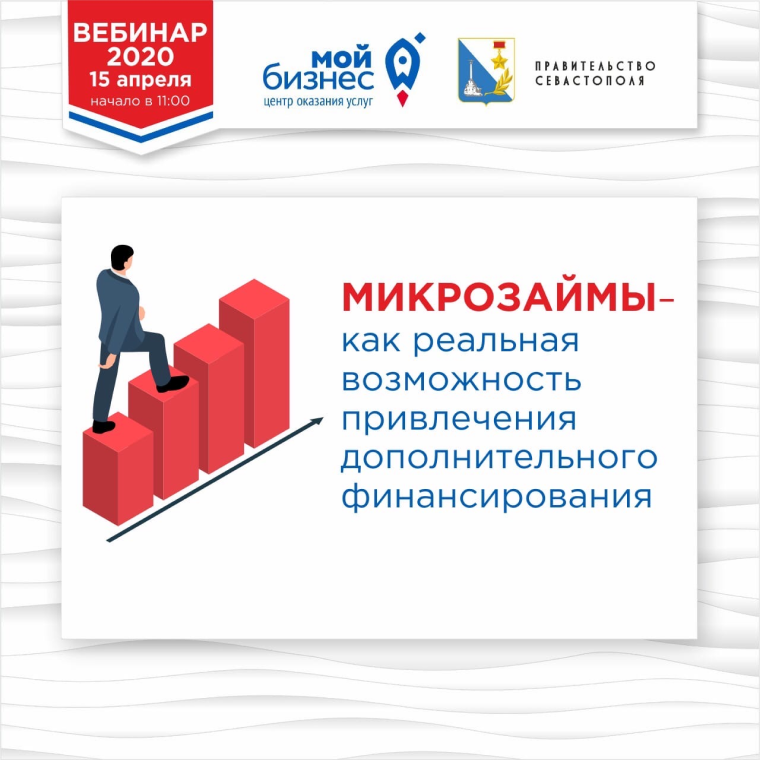 ВЕБИНАР
2020
15 апреля
начало в 11:00
мой
бизнес
центр оказания услуг
ПРАВИТЕЛЬСТВО
СЕВАСТОПОЛЯ
МИКРОЗАЙМЫ–
как реальная
возможность
привлечения
дополнительного
финансирования